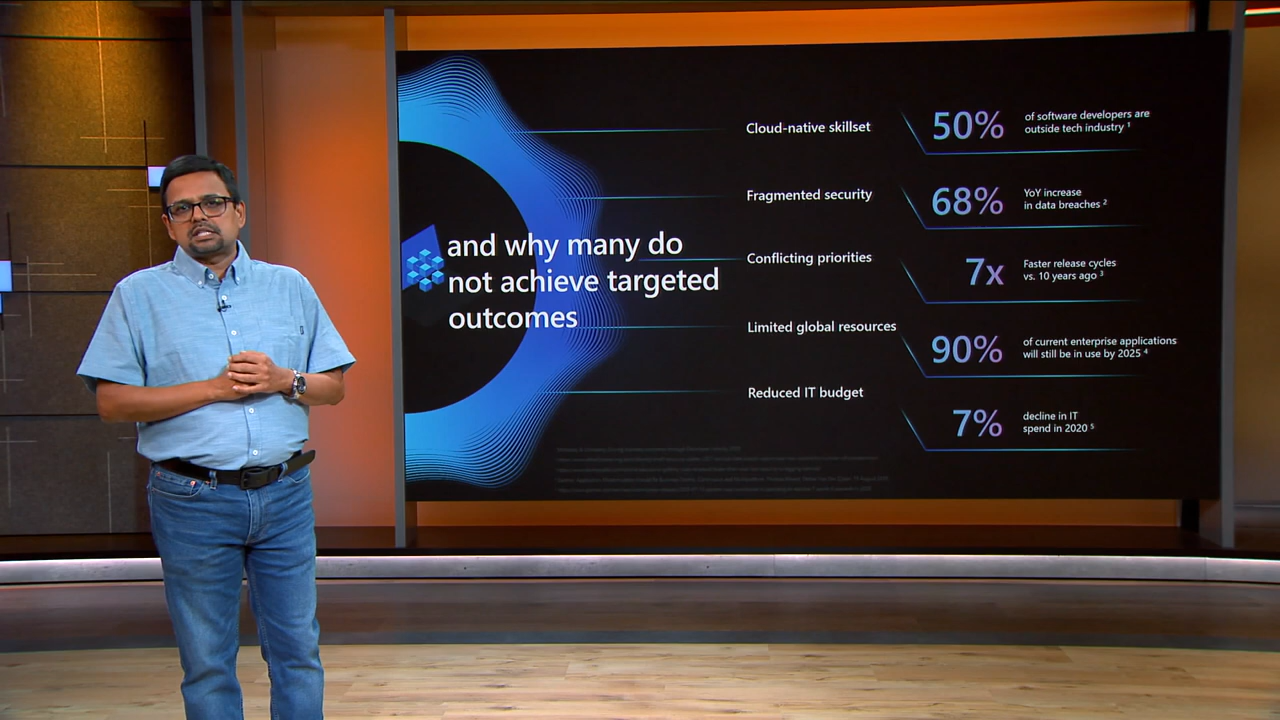 and why many do
not achieve targeted
outcomes
Cloud-native skillset
50%
of software developers are
outside tech industry ¹
Fragmented security
68%
YoY increase
in data breaches ²
Conflicting priorities
7x
Faster release cycles
vs. 10 years ago ³
Limited global resources
90%
of current enterprise applications
will still be in use by 2025 ⁴
Reduced IT budget
7%
decline in IT
spend in 2020 ⁵